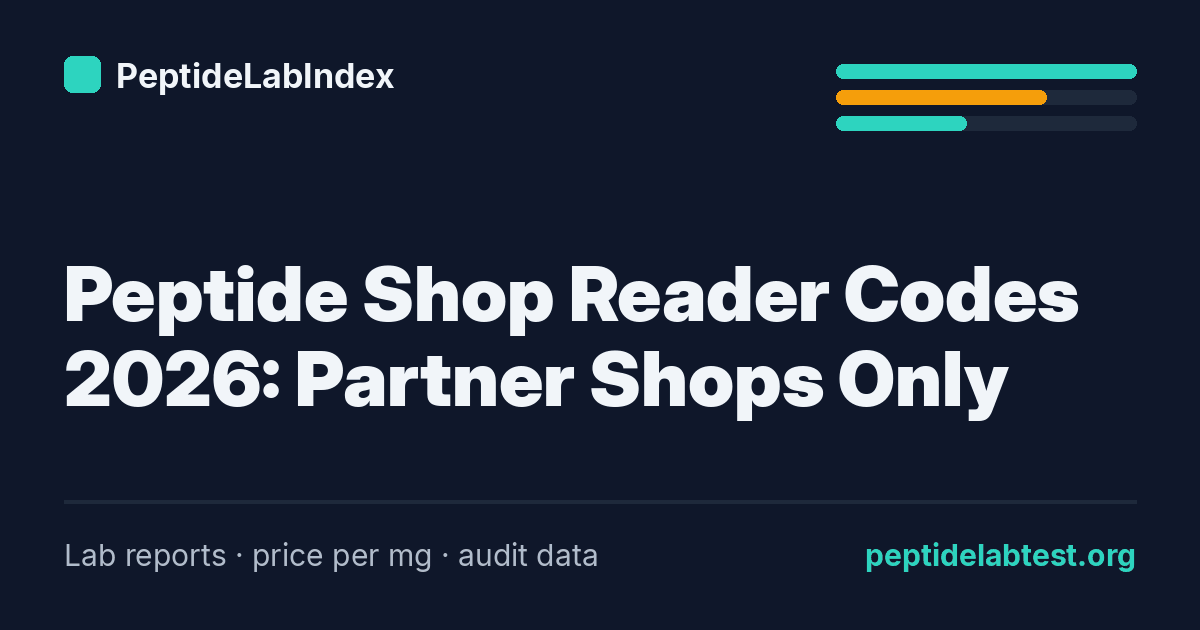 PeptideLabIndex
Peptide Shop Reader Codes
2026: Partner Shops Only
Lab reports · price per mg · audit data
peptidelabtest.org